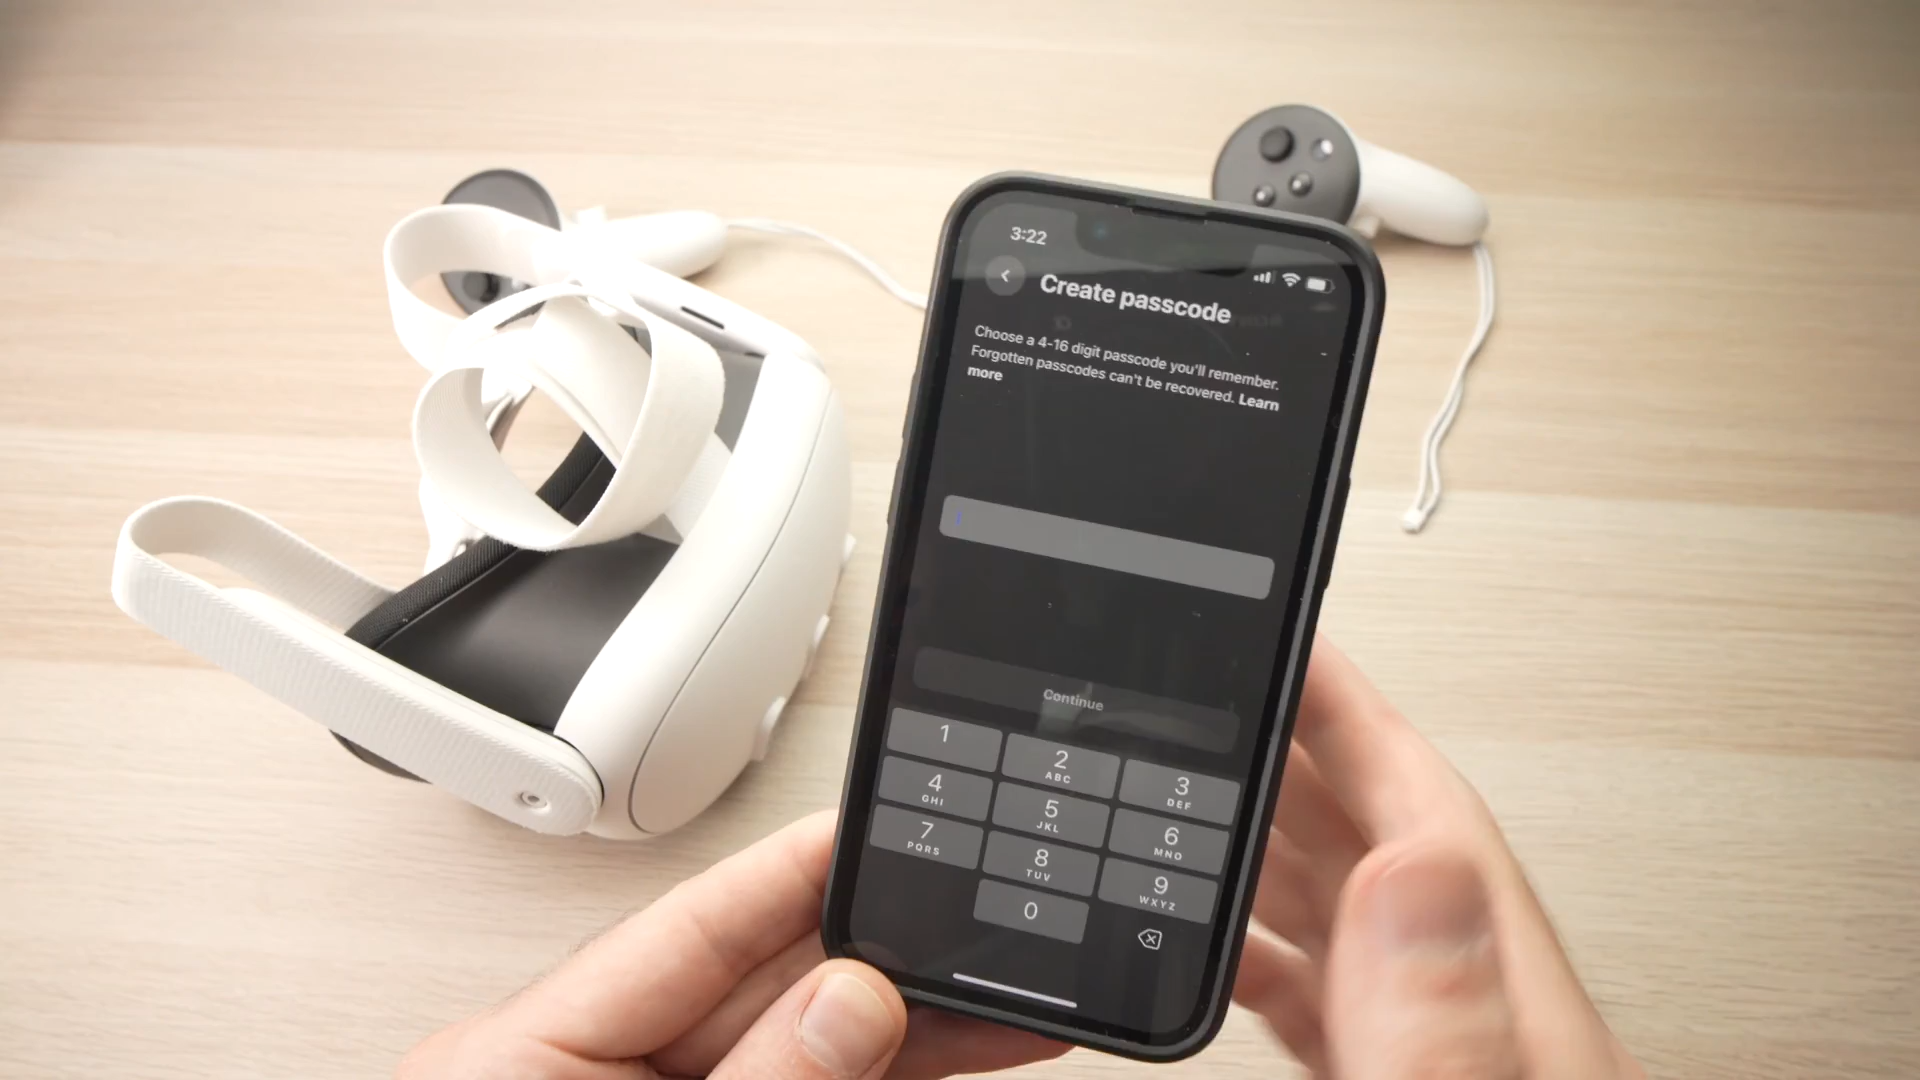 3:22
Create passcode
Choose a 4-16 digit passcode you'll remember.
Forgotten passcodes can't be recovered. Learn
more
Continue
1
2
ABC
3
DEF
4
GHI
5
JKL
6
MNO
7
PQRS
8
TUV
9
WXYZ
0